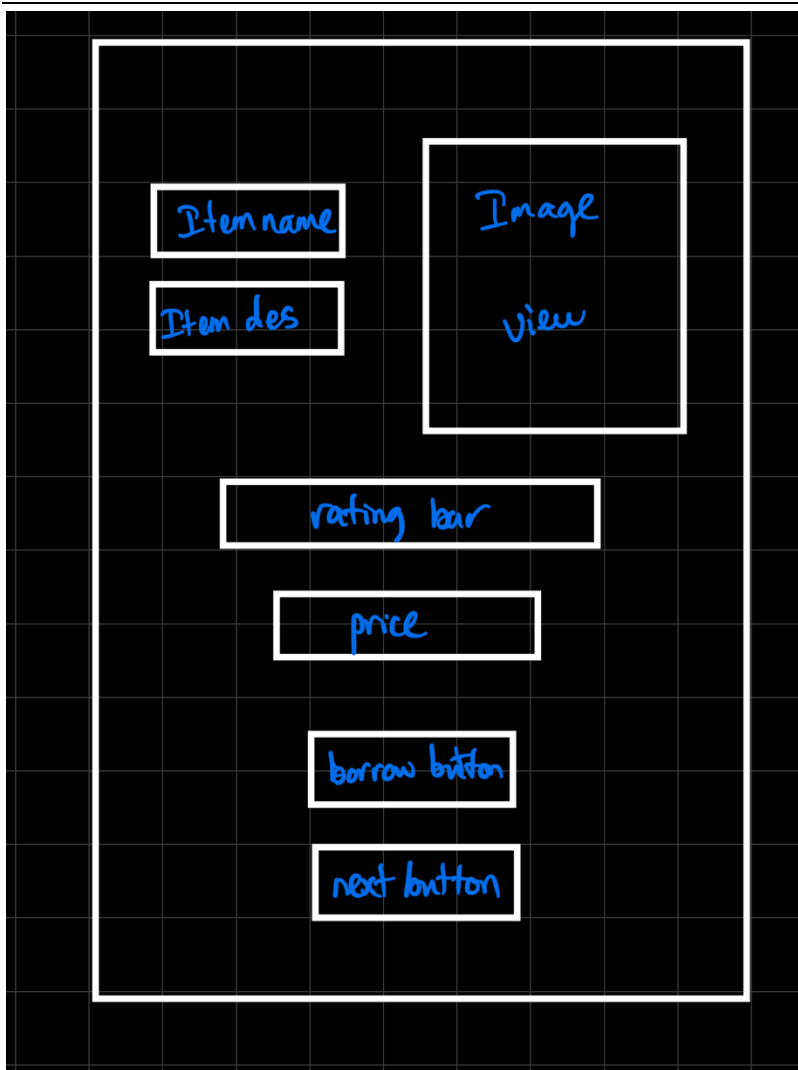 Item name
Item des
Image
view
rating bar
price
borrow button
next button